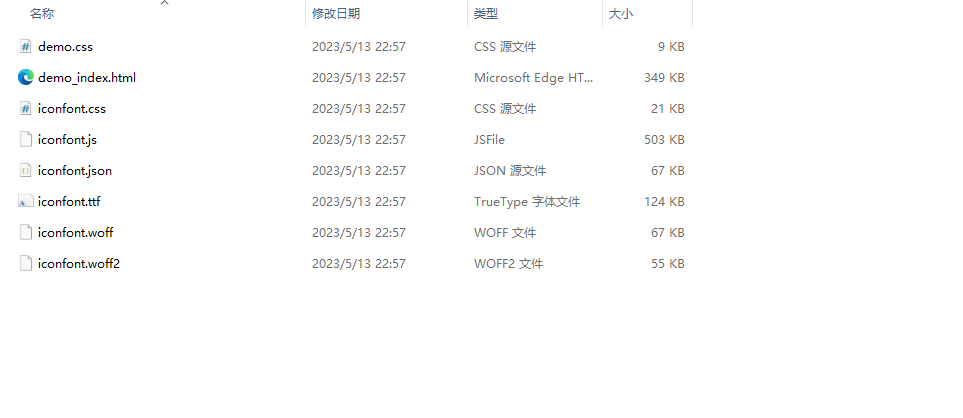 名称 修改日期 类型 大小
demo.css 2023/5/13 22:57 CSS 源文件 9 KB
demo_index.html 2023/5/13 22:57 Microsoft Edge HT... 349 KB
iconfont.css 2023/5/13 22:57 CSS 源文件 21 KB
iconfont.js 2023/5/13 22:57 JSFile 503 KB
iconfont.json 2023/5/13 22:57 JSON 源文件 67 KB
iconfont.ttf 2023/5/13 22:57 TrueType 字体文件 124 KB
iconfont.woff 2023/5/13 22:57 WOFF 文件 67 KB
iconfont.woff2 2023/5/13 22:57 WOFF2 文件 55 KB